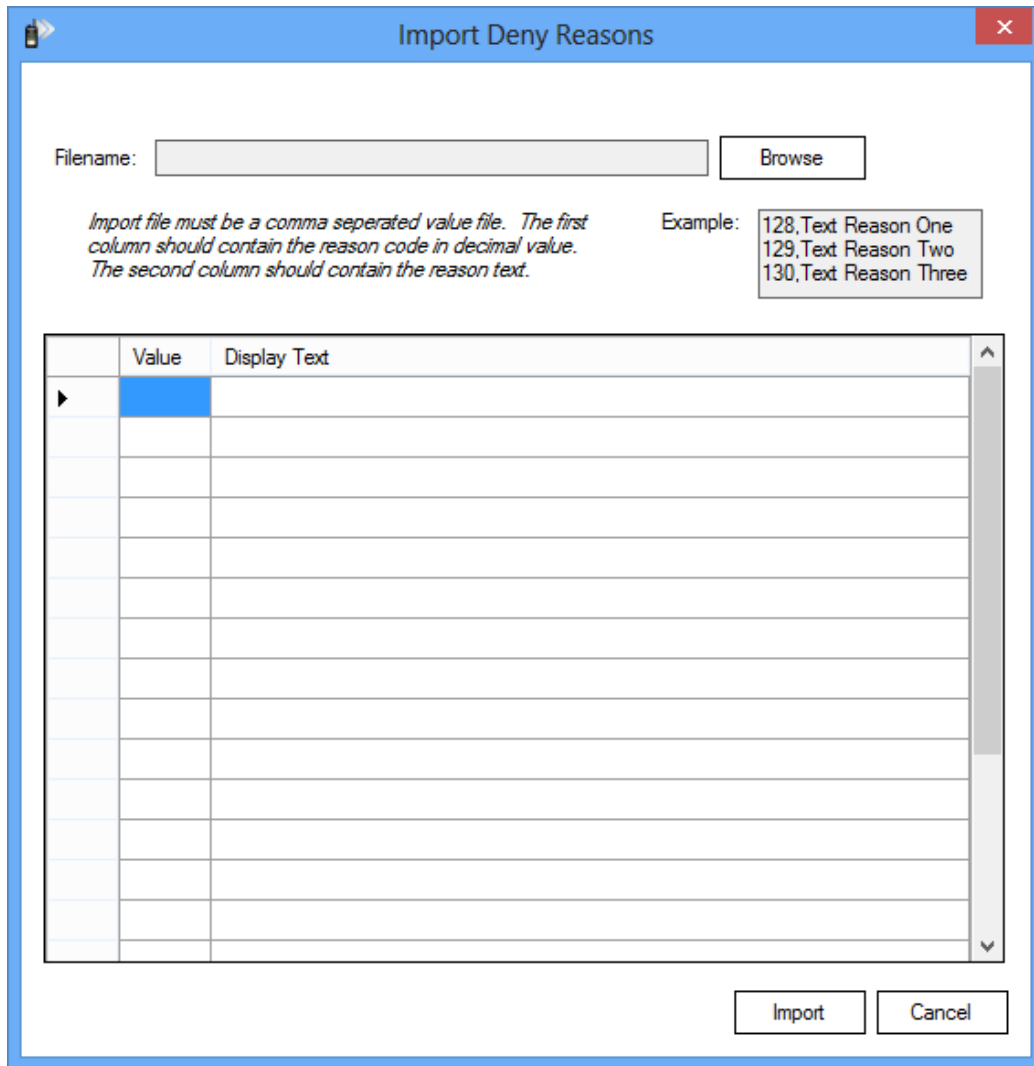 Import Deny Reasons
Filename:
Browse
Import file must be a comma seperated value file.  The first
column should contain the reason code in decimal value.
The second column should contain the reason text.
Example:
128,Text Reason One
129,Text Reason Two
130,Text Reason Three
Value Display Text
Import Cancel